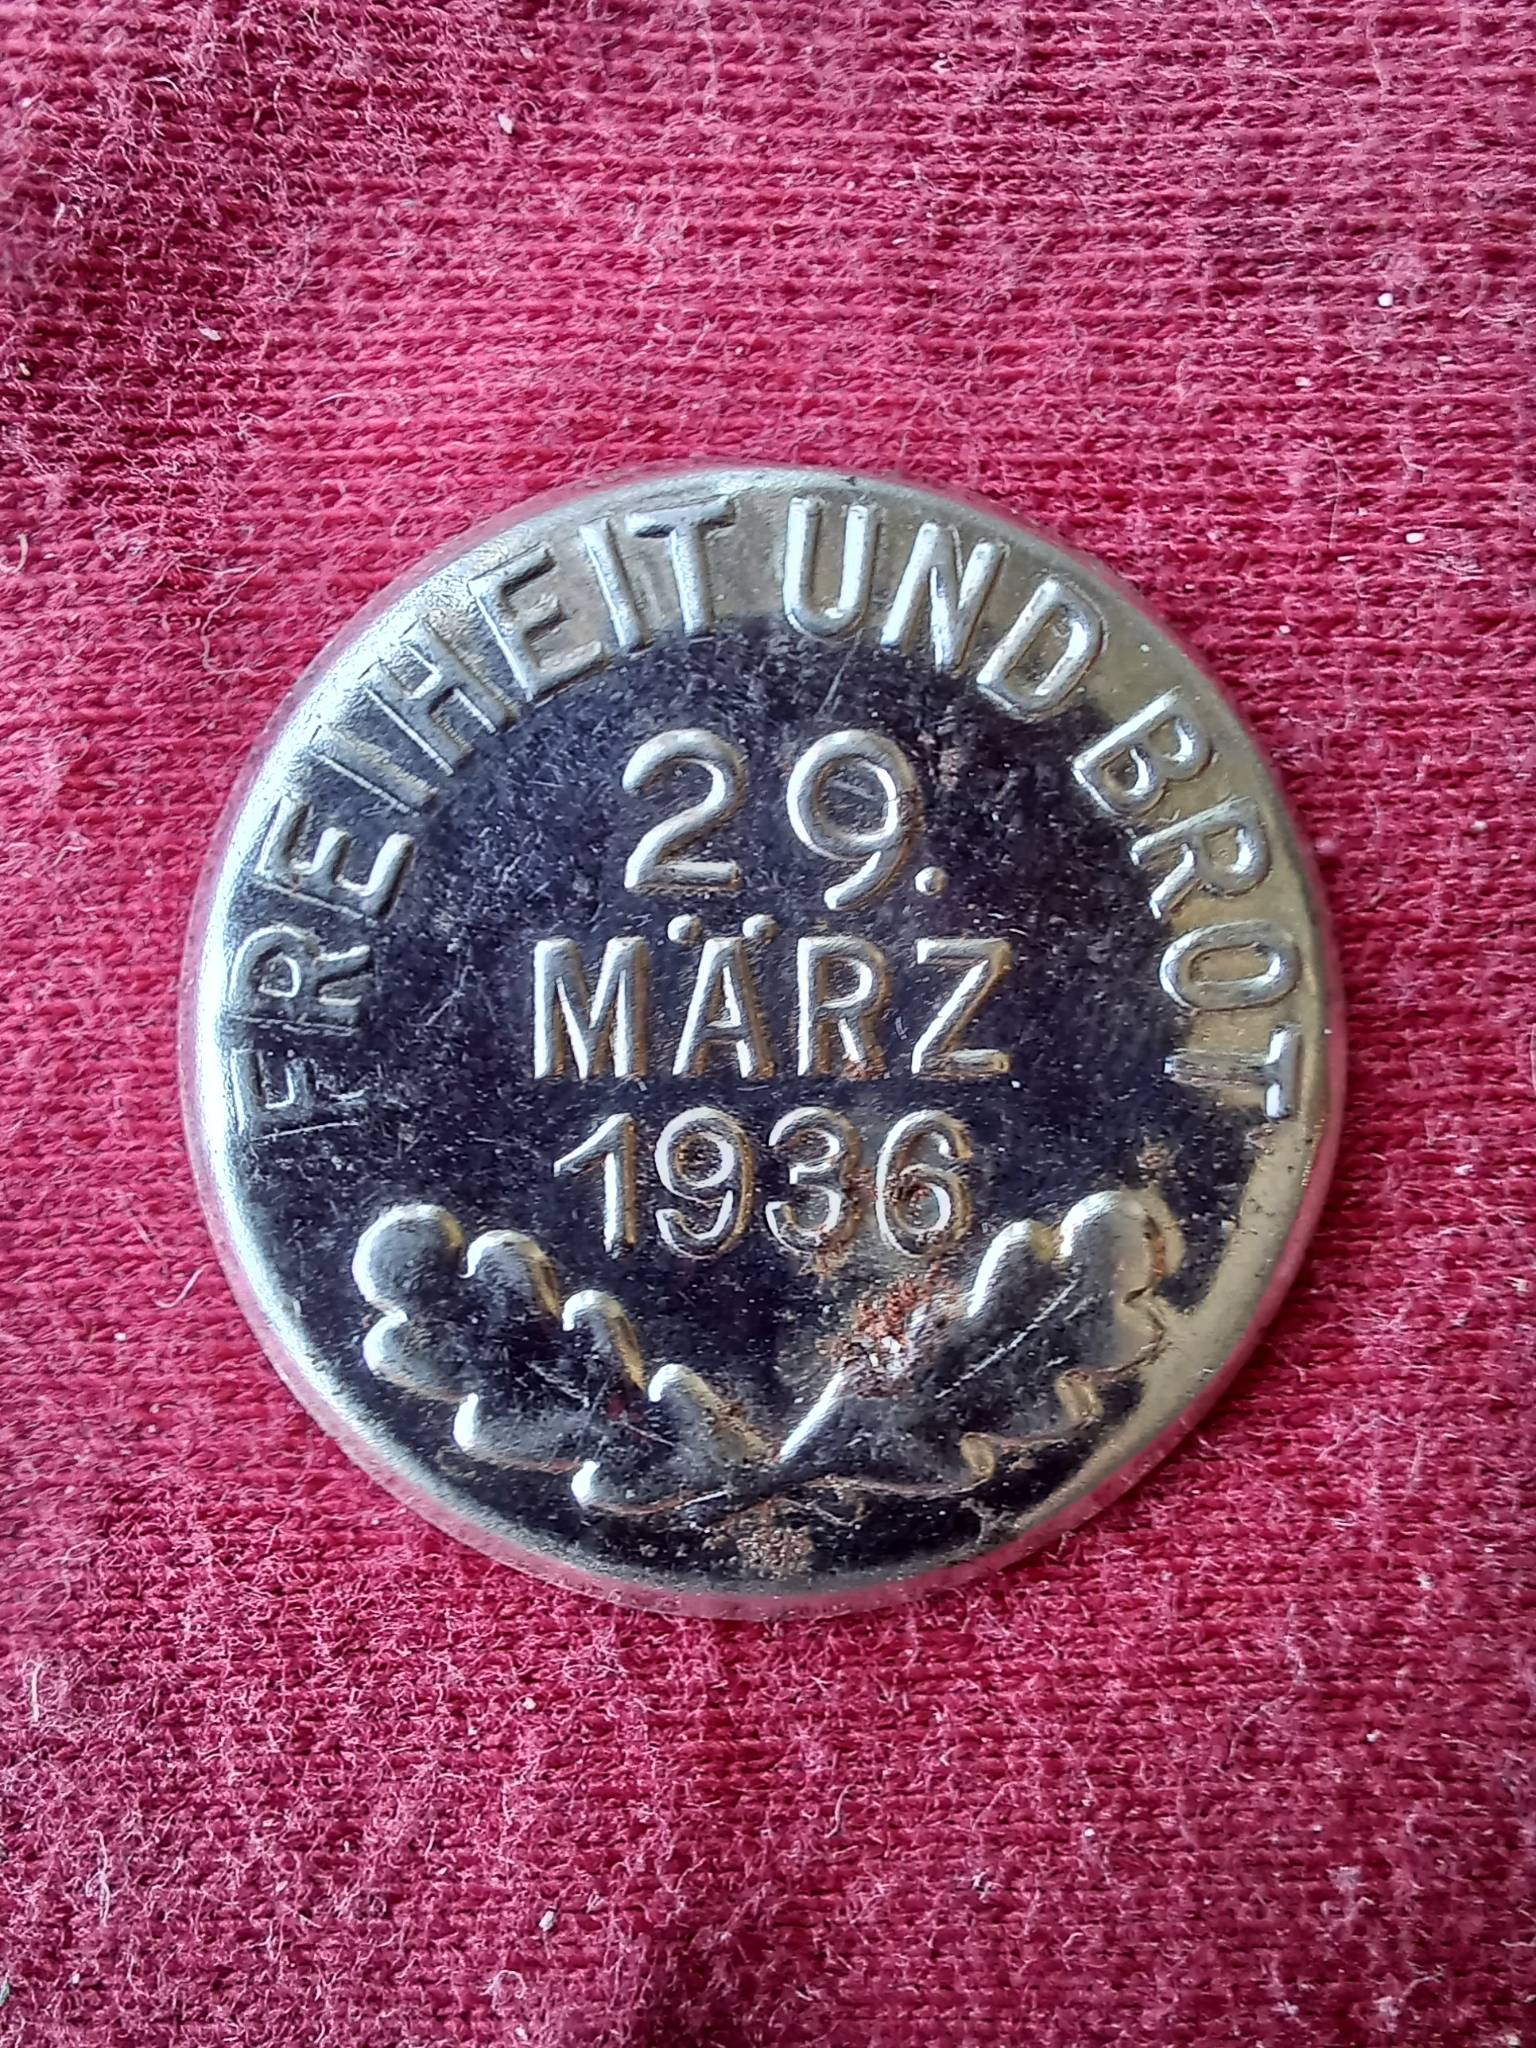 FREIHEIT UND BROT
29.
MÄRZ
1936